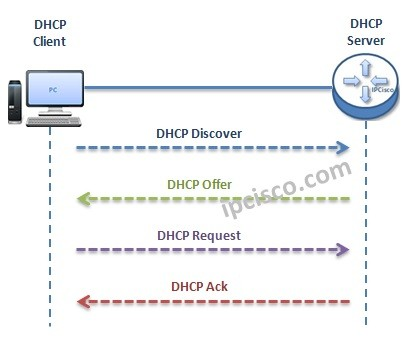 DHCP
Client
DHCP
Server
PC
IPCisco
DHCP Discover
DHCP Offer
ipcisco.com
DHCP Request
DHCP Ack